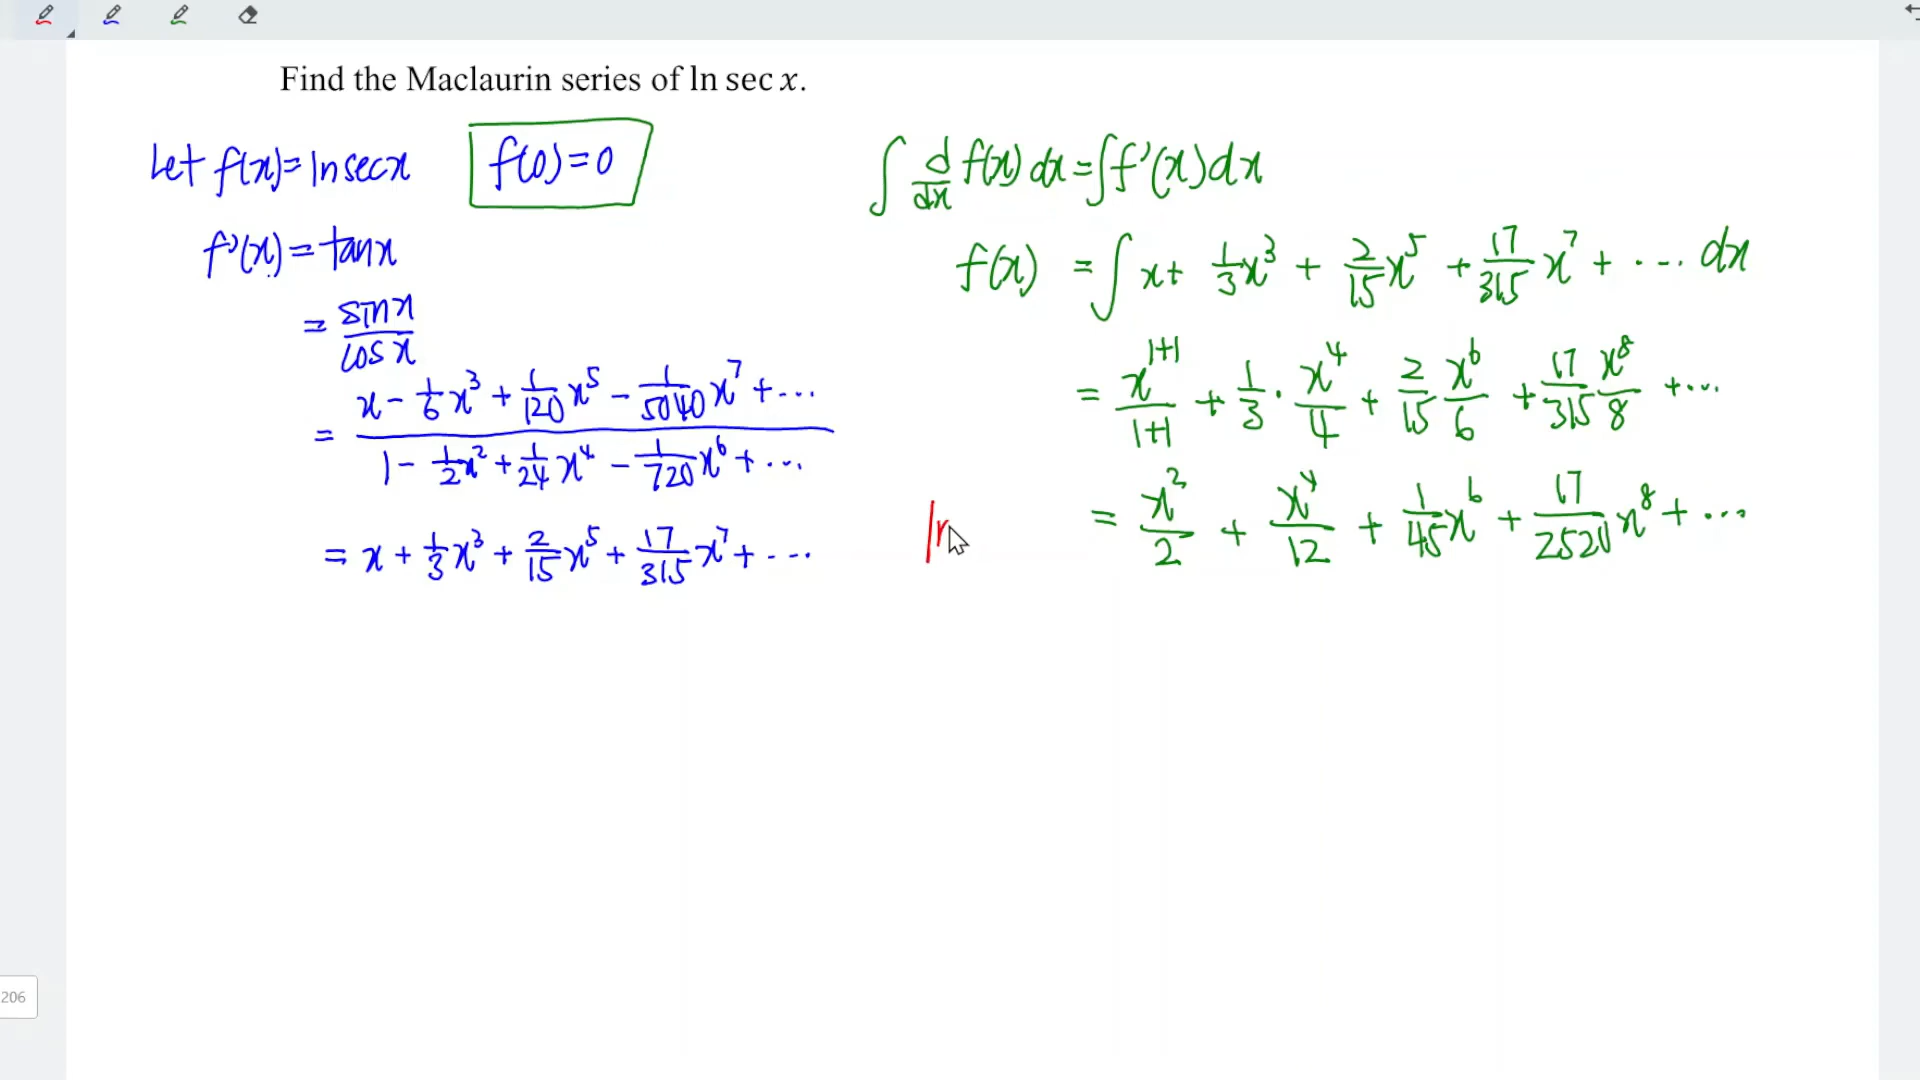 Find the Maclaurin series of ln sec x.
Let f(x) = ln sec x
f(0) = 0
f'(x) = tan x
= sin x / cos x
= (x - 1/6 x³ + 1/120 x⁵ - 1/5040 x⁷ + ...) / (1 - 1/2 x² + 1/24 x⁴ - 1/720 x⁶ + ...)
= x + 1/3 x³ + 2/15 x⁵ + 17/315 x⁷ + ...
∫ d/dx f(x) dx = ∫ f'(x) dx
f(x) = ∫ x + 1/3 x³ + 2/15 x⁵ + 17/315 x⁷ + ... dx
= x¹⁺¹/(1+1) + 1/3 · x⁴/4 + 2/15 x⁶/6 + 17/315 x⁸/8 + ...
ln = x²/2 + x⁴/12 + 1/45 x⁶ + 17/2520 x⁸ + ...
206